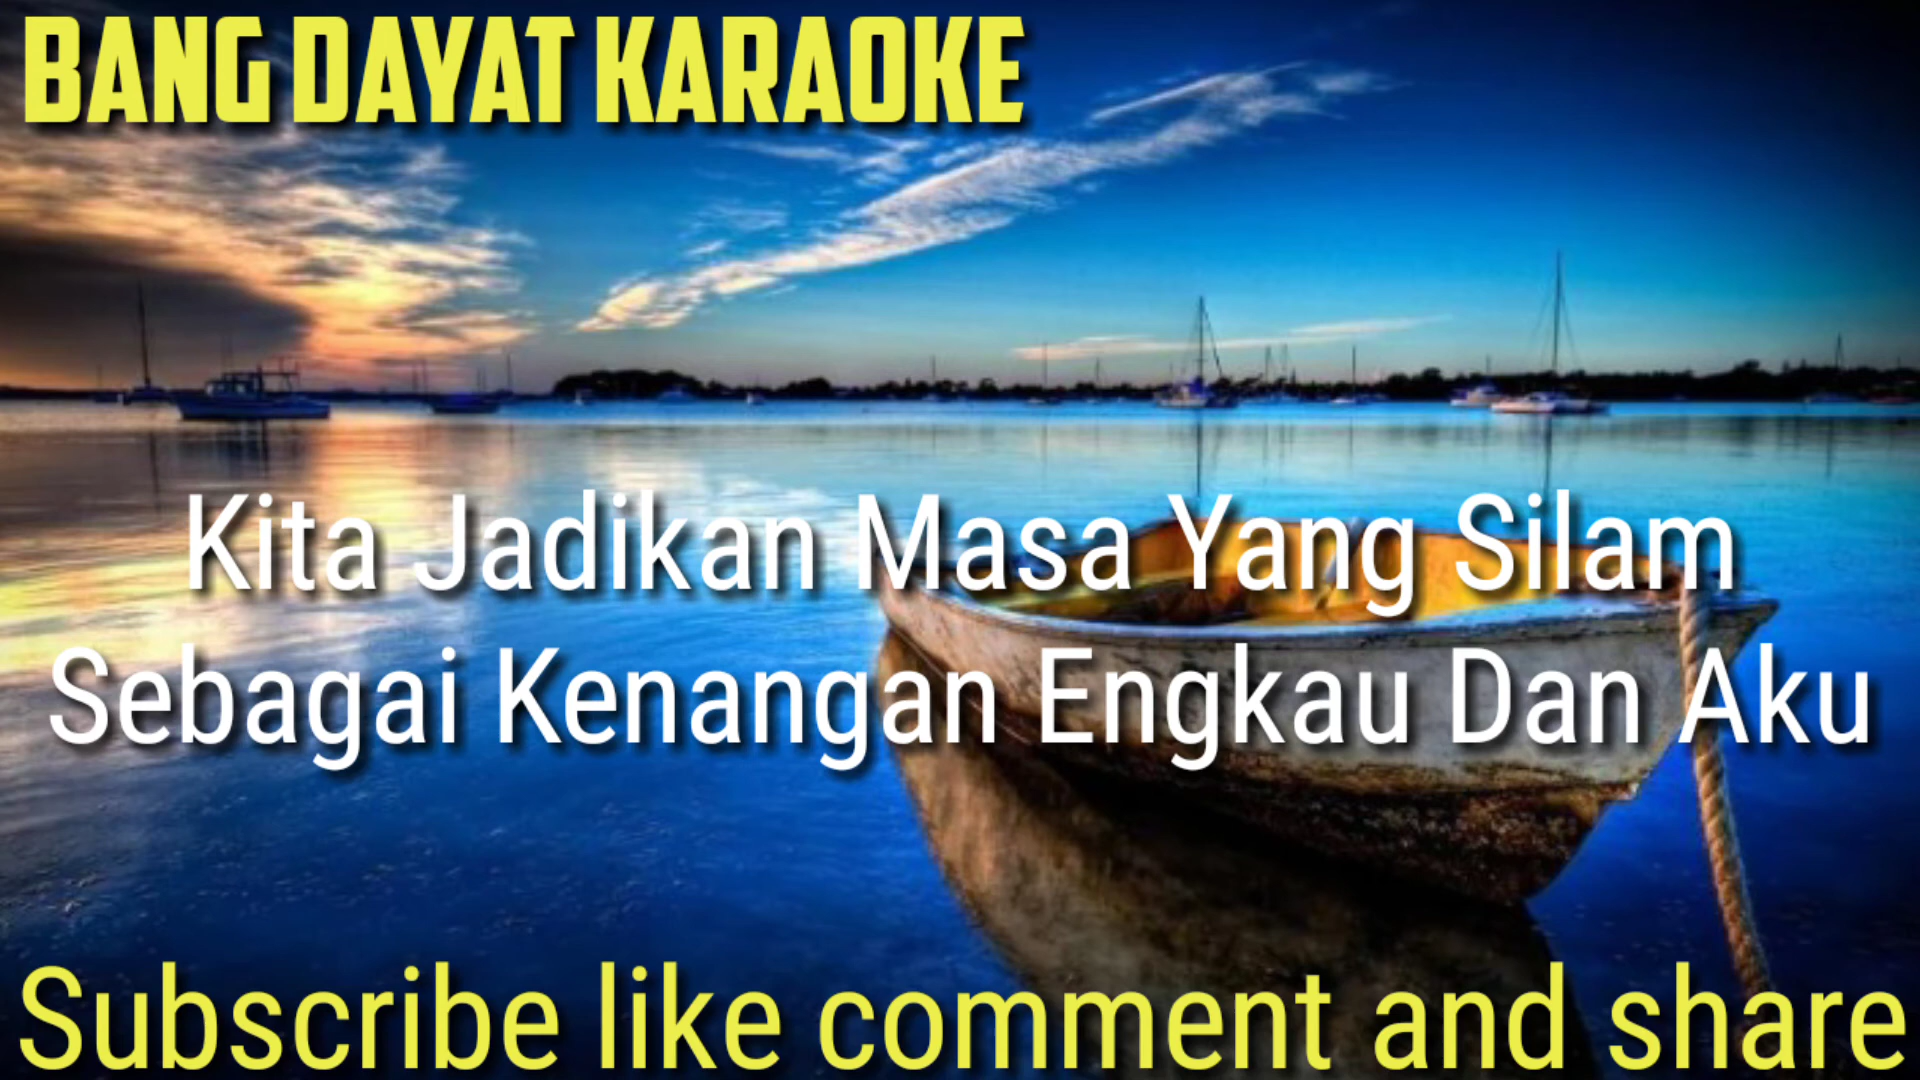 BANG DAYAT KARAOKE
Kita Jadikan Masa Yang Silam
Sebagai Kenangan Engkau Dan Aku
Subscribe like comment and share